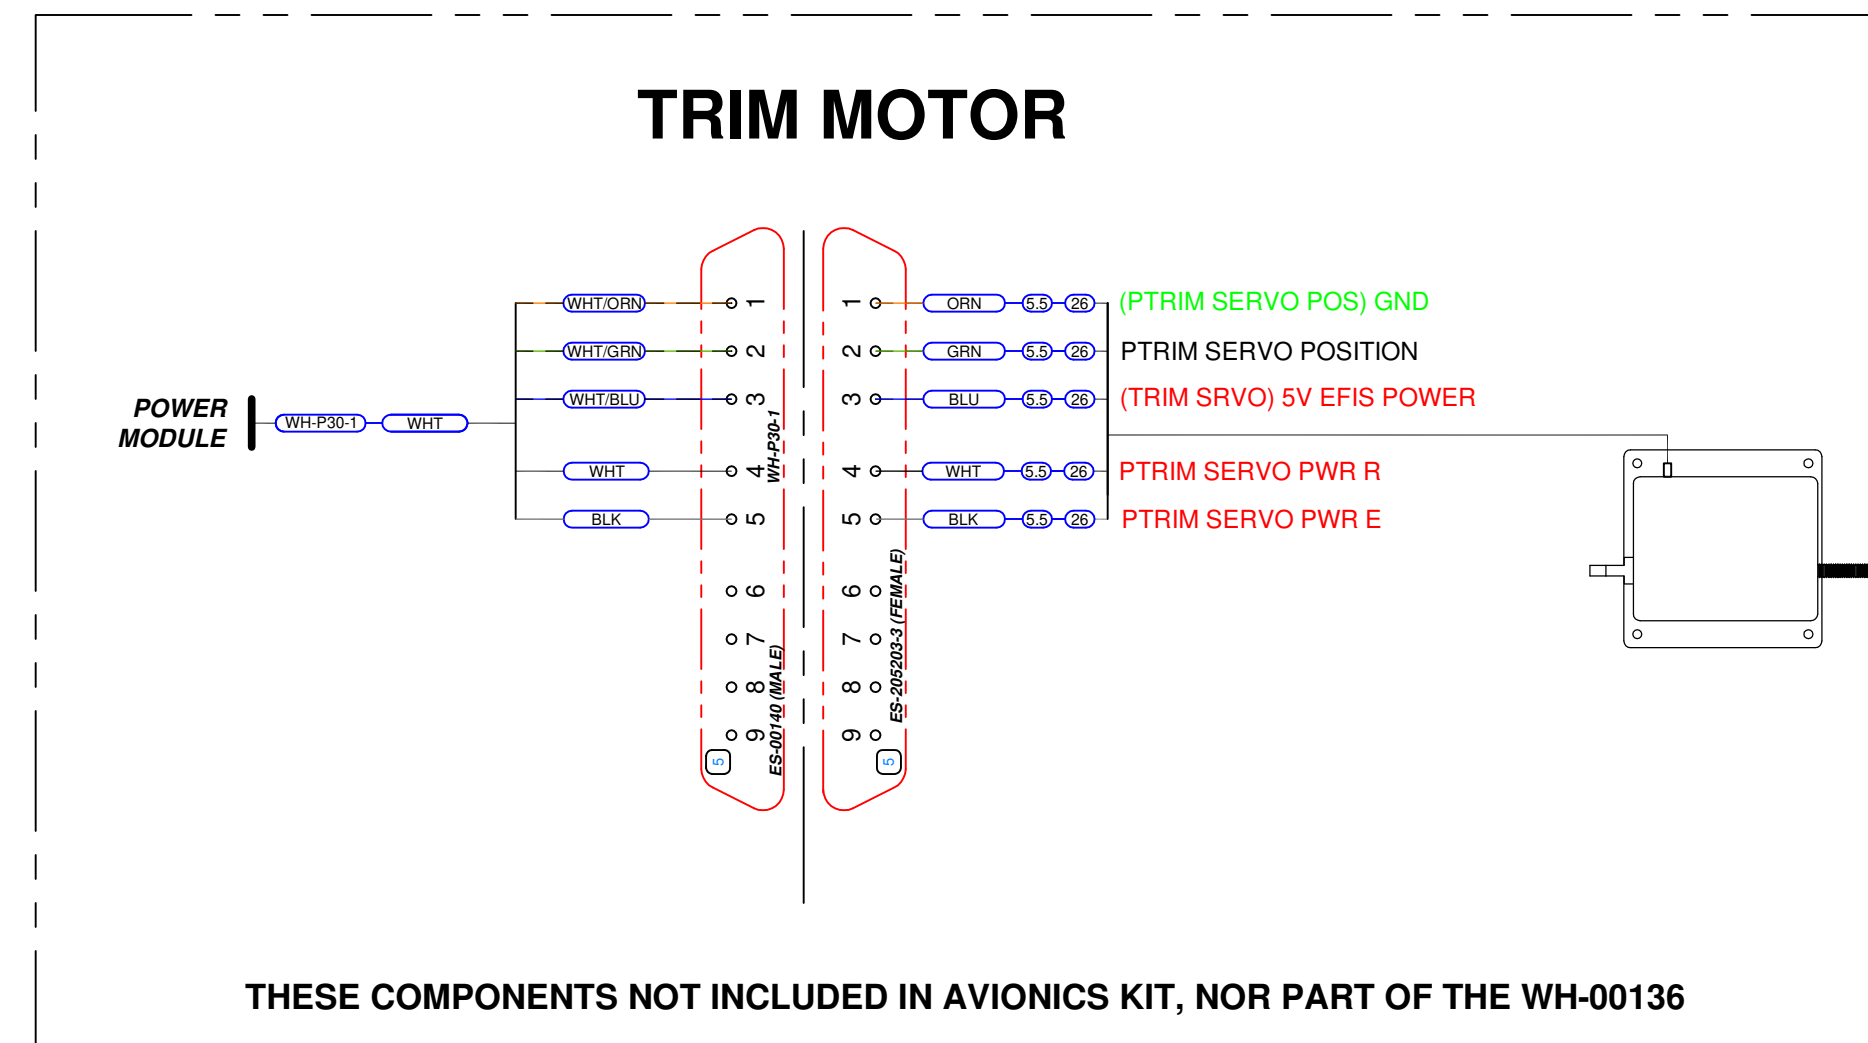 TRIM MOTOR
POWER
MODULE
WH-P30-1
WHT
WHT/ORN
WHT/GRN
WHT/BLU
WHT
BLK
1
2
3
4
5
6
7
8
9
WH-P30-1
ES-00140 (MALE)
5
1
2
3
4
5
6
7
8
9
ES-205203-3 (FEMALE)
5
ORN 5.5 26 (PTRIM SERVO POS) GND
GRN 5.5 26 PTRIM SERVO POSITION
BLU 5.5 26 (TRIM SRVO) 5V EFIS POWER
WHT 5.5 26 PTRIM SERVO PWR R
BLK 5.5 26 PTRIM SERVO PWR E
THESE COMPONENTS NOT INCLUDED IN AVIONICS KIT, NOR PART OF THE WH-00136